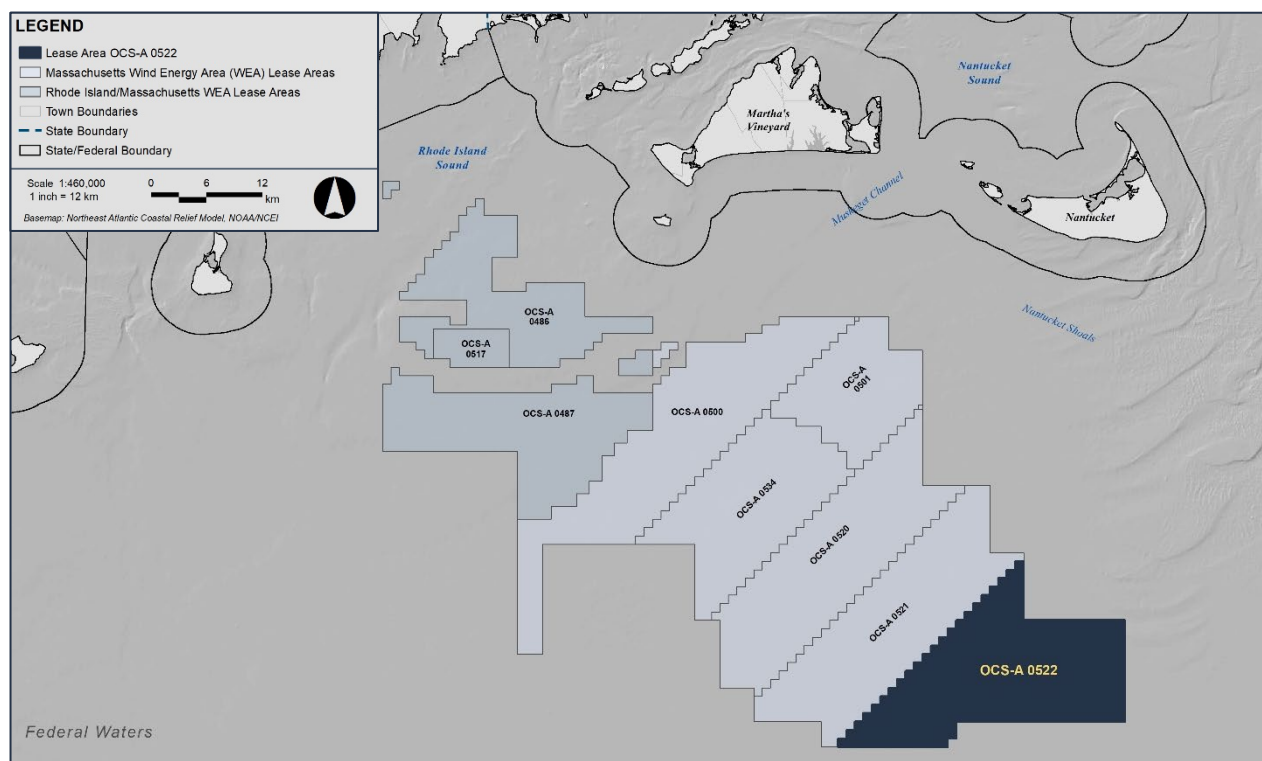 LEGEND
Lease Area OCS-A 0522
Massachusetts Wind Energy Area (WEA) Lease Areas
Rhode Island/Massachusetts WEA Lease Areas
Town Boundaries
State Boundary
State/Federal Boundary
Scale 1:460,000
1 inch = 12 km
0 6 12
km
Basemap: Northeast Atlantic Coastal Relief Model, NOAA/NCEI
Nantucket
Sound
Martha's
Vineyard
Rhode Island
Sound
Muskeget Channel
Nantucket
Nantucket Shoals
OCS-A
0486
OCS-A
0517
OCS-A 0487
OCS-A 0500
OCS-A
0501
OCS-A 0534
OCS-A 0520
OCS-A 0521
OCS-A 0522
Federal Waters